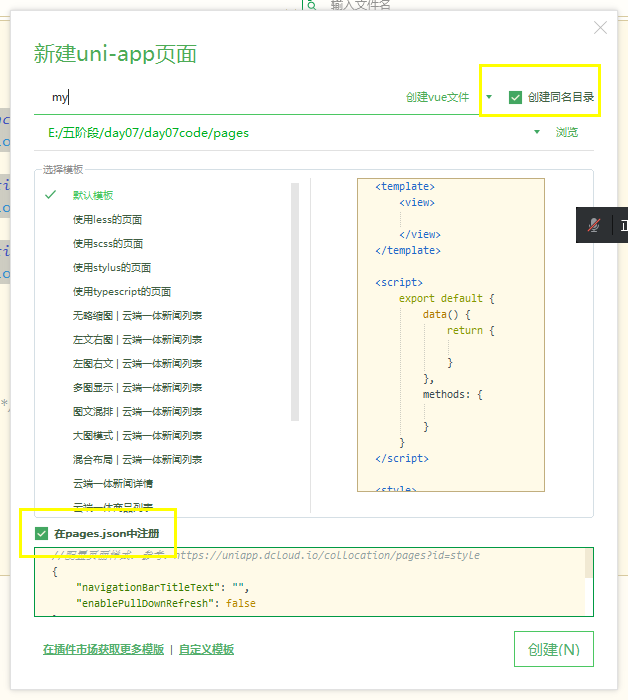 输入文件名
新建uni-app页面
my
创建vue文件
创建同名目录
E:/五阶段/day07/day07code/pages
浏览
选择模板
默认模板
使用less的页面
使用scss的页面
使用stylus的页面
使用typescript的页面
无略缩图 | 云端一体新闻列表
左文右图 | 云端一体新闻列表
左图右文 | 云端一体新闻列表
多图显示 | 云端一体新闻列表
图文混排 | 云端一体新闻列表
大图模式 | 云端一体新闻列表
混合布局 | 云端一体新闻列表
云端一体新闻详情
云端一体商品列表
<template>
<view>
</view>
</template>
<script>
export default {
data() {
return {
}
},
methods: {
}
}
</script>
<style>
在pages.json中注册
//配置页面样式，参考：https://uniapp.dcloud.io/collocation/pages?id=style
{
"navigationBarTitleText": "",
"enablePullDownRefresh": false
在插件市场获取更多模版 | 自定义模板
创建(N)